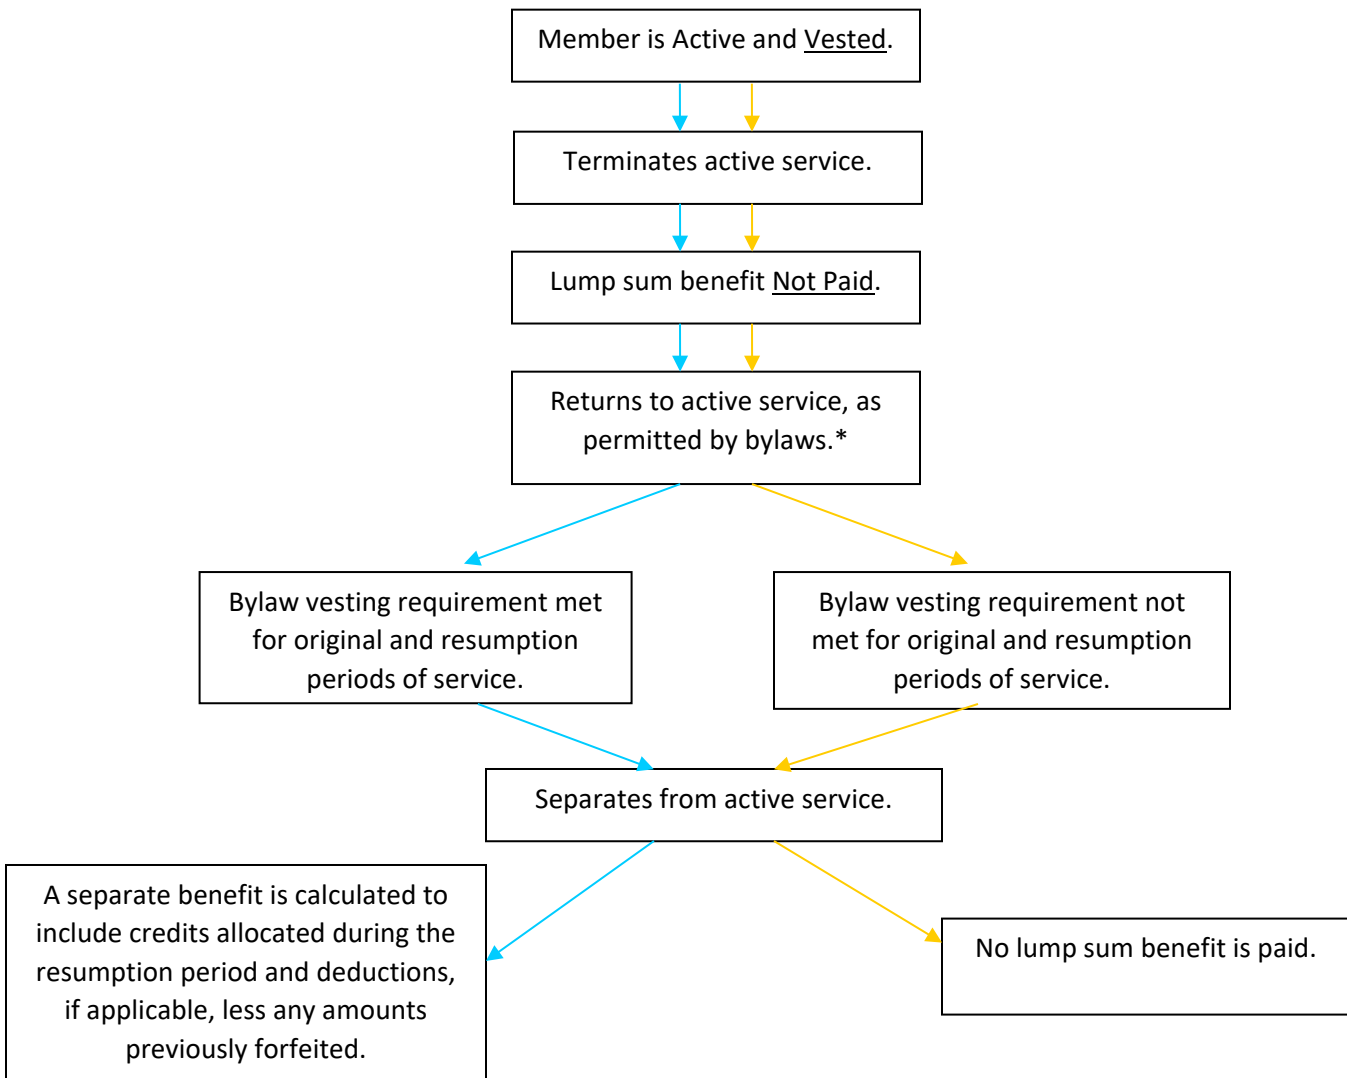 Member is Active and Vested.
Terminates active service.
Lump sum benefit Not Paid.
Returns to active service, as
permitted by bylaws.*
Bylaw vesting requirement met
for original and resumption
periods of service.
Bylaw vesting requirement not
met for original and resumption
periods of service.
Separates from active service.
A separate benefit is calculated to
include credits allocated during the
resumption period and deductions,
if applicable, less any amounts
previously forfeited.
No lump sum benefit is paid.